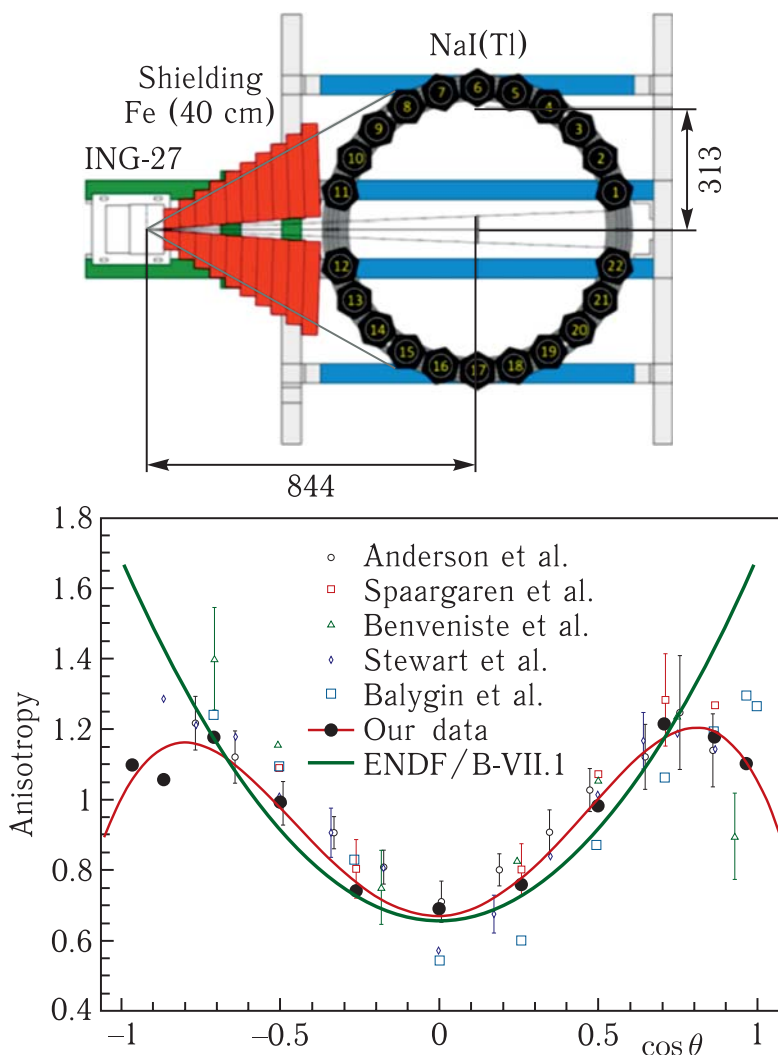 NaI(Tl)
Shielding
Fe (40 cm)
ING-27
6
7
5
8
4
9
3
10
2
11
1
12
22
13
21
14
20
15
19
16
18
17
313
844
1.8
1.6
1.4
1.2
1.0
0.8
0.6
0.4
Anisotropy
Anderson et al.
Spaargaren et al.
Benveniste et al.
Stewart et al.
Balygin et al.
Our data
ENDF/B-VII.1
−1
−0.5
0
0.5
1
cos θ